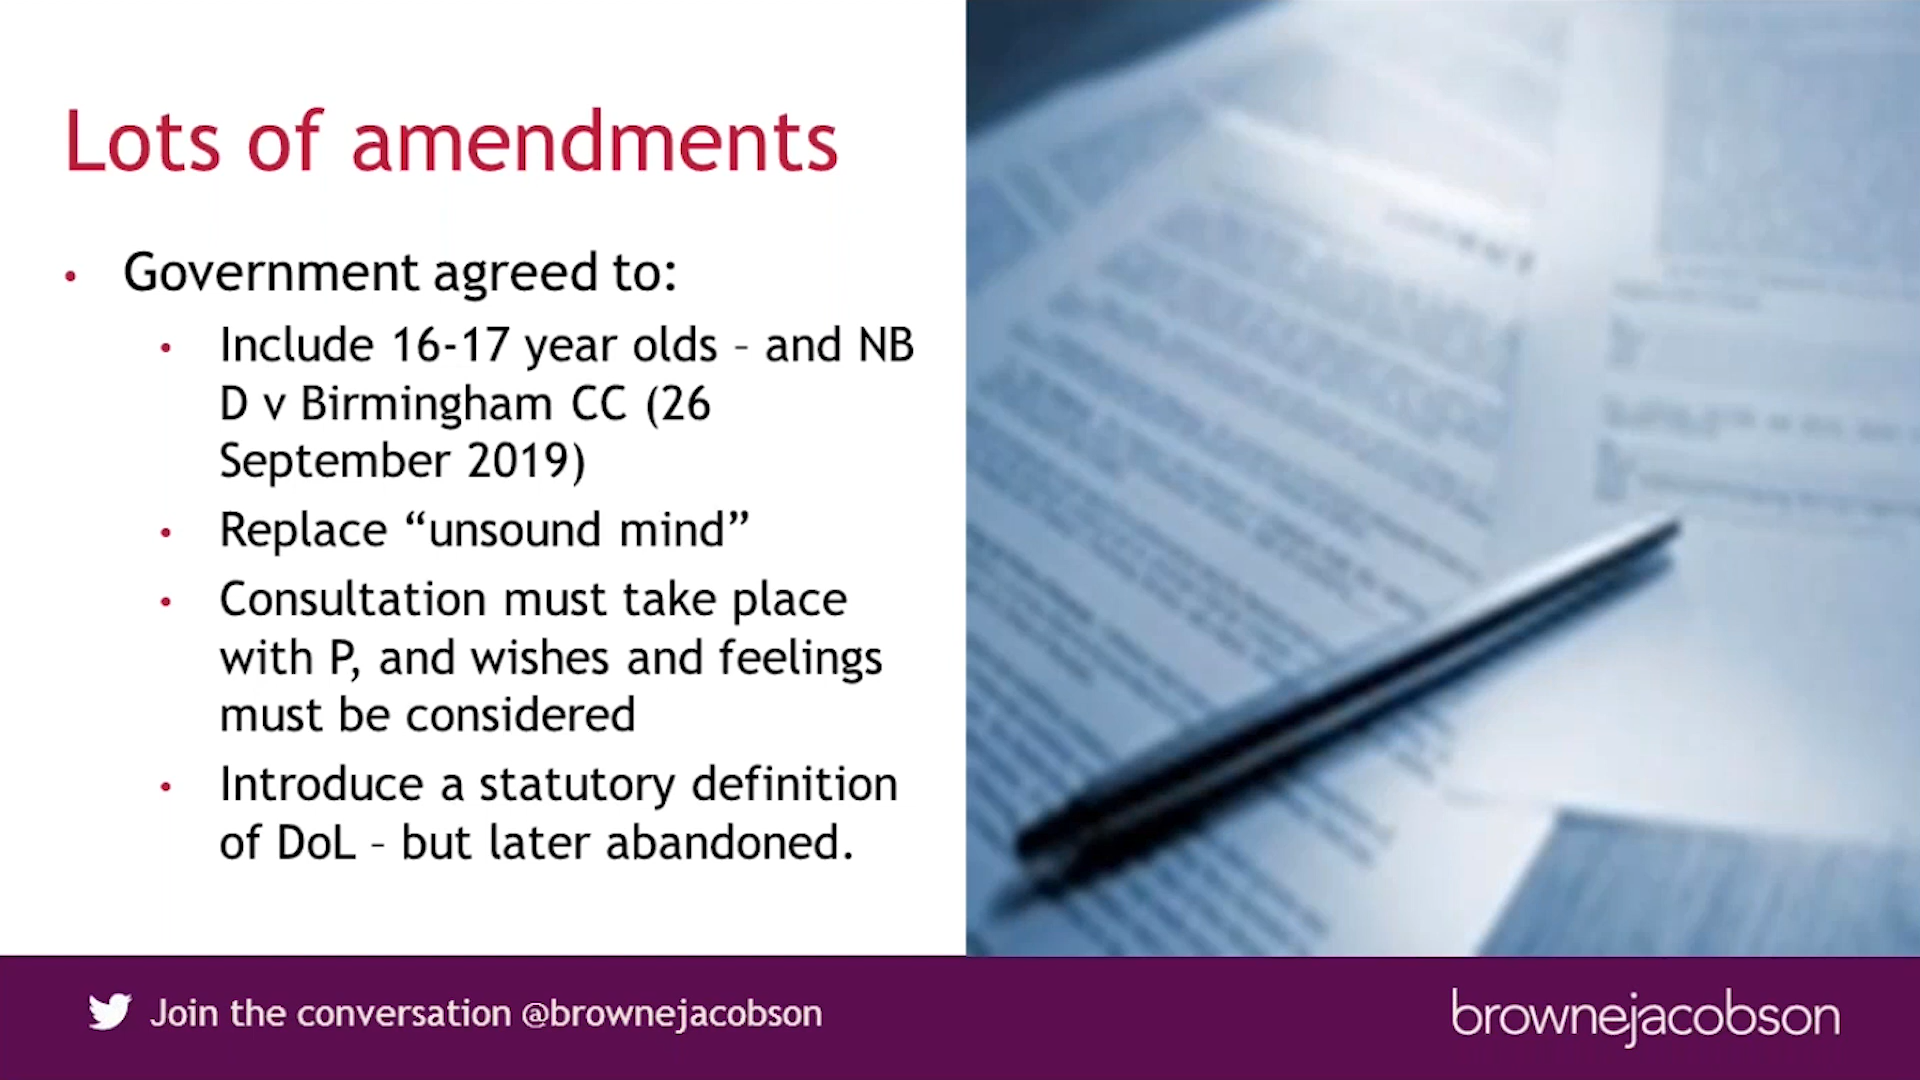 Lots of amendments
• Government agreed to:
• Include 16-17 year olds – and NB
D v Birmingham CC (26
September 2019)
• Replace “unsound mind”
• Consultation must take place
with P, and wishes and feelings
must be considered
• Introduce a statutory definition
of DoL – but later abandoned.
Join the conversation @brownejacobson
brownejacobson